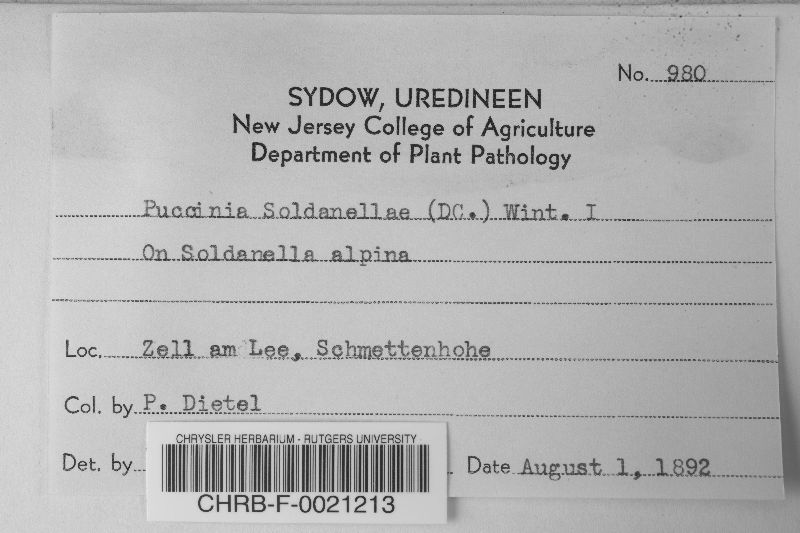 No. 980
SYDOW, UREDINEEN
New Jersey College of Agriculture
Department of Plant Pathology
Puccinia Soldanellae (DC.) Wint. I
On Soldanella alpina
Loc. Zell am Lee, Schmettenhohe
Col. by P. Dietel
Det. by
Date August 1, 1892
CHRYSLER HERBARIUM - RUTGERS UNIVERSITY
CHRB-F-0021213